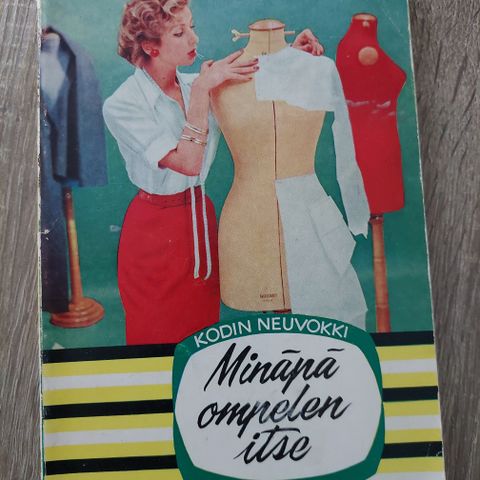 KODIN NEUVOKKI
Minäpä
ompelen
itse